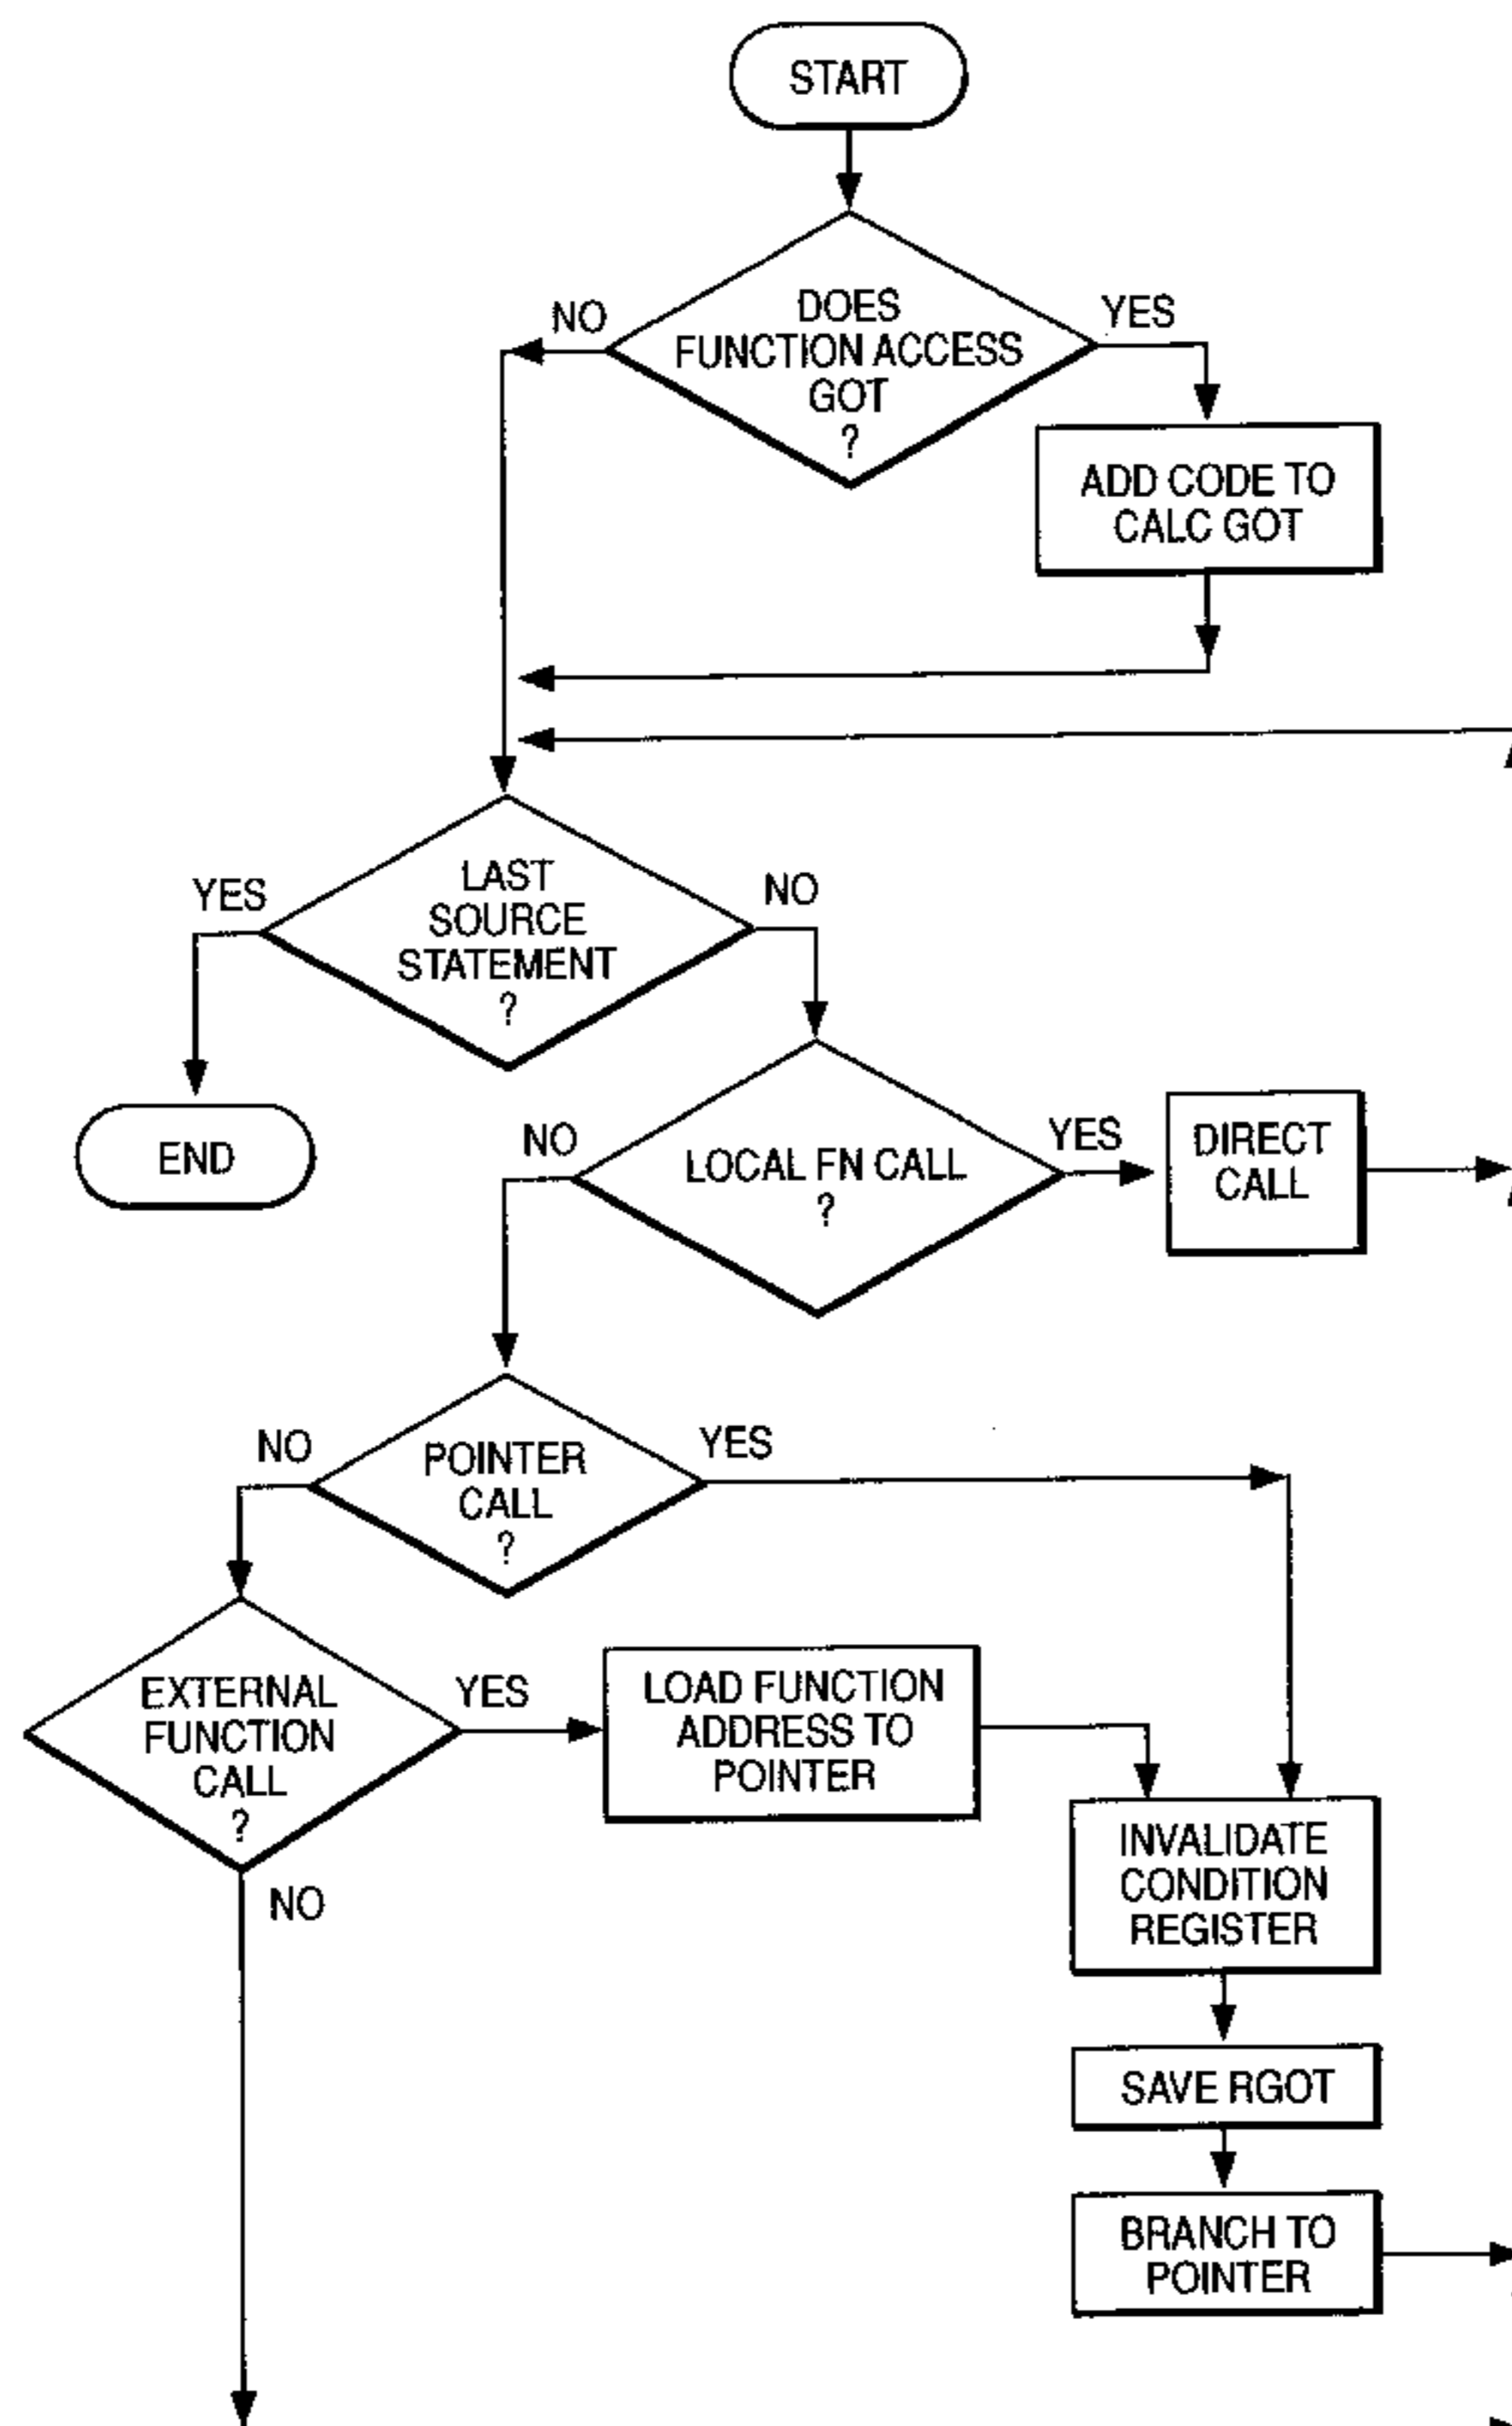 START
DOES
FUNCTION ACCESS
GOT
?
NO
YES
ADD CODE TO
CALC GOT
LAST
SOURCE
STATEMENT
?
YES
NO
END
LOCAL FN CALL
?
NO
YES
DIRECT
CALL
POINTER
CALL
?
NO
YES
EXTERNAL
FUNCTION
CALL
?
YES
NO
LOAD FUNCTION
ADDRESS TO
POINTER
INVALIDATE
CONDITION
REGISTER
SAVE RGOT
BRANCH TO
POINTER